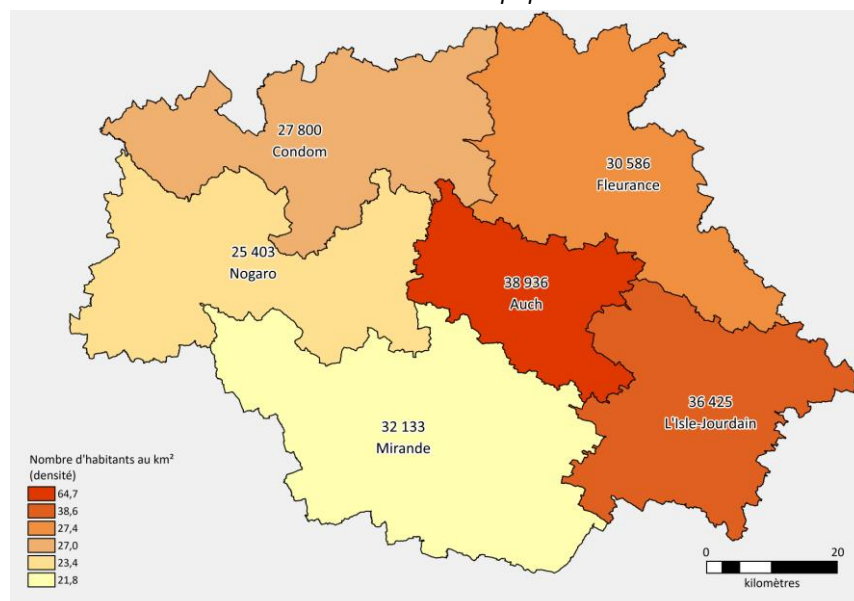 27 800
Condom
30 586
Fleurance
25 403
Nogaro
38 936
Auch
36 425
L'Isle-Jourdain
32 133
Mirande
Nombre d'habitants au km²
(densité)
64,7
38,6
27,4
27,0
23,4
21,8
0 20
kilomètres